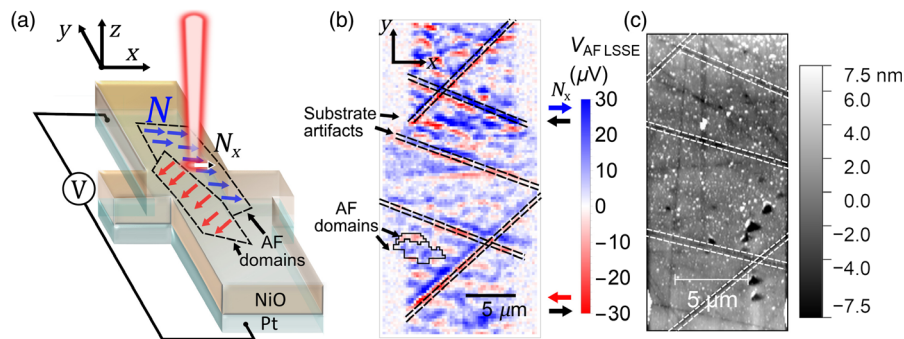 (a)
z
y
x
N
N_x
V
AF
domains
NiO
Pt
(b)
y
x
Substrate
artifacts
AF
domains
5 μm
V_AF LSSE
(μV)
N_x
30
20
10
0
−10
−20
−30
(c)
5 μm
7.5 nm
6.0
4.0
2.0
0.0
-2.0
-4.0
−7.5